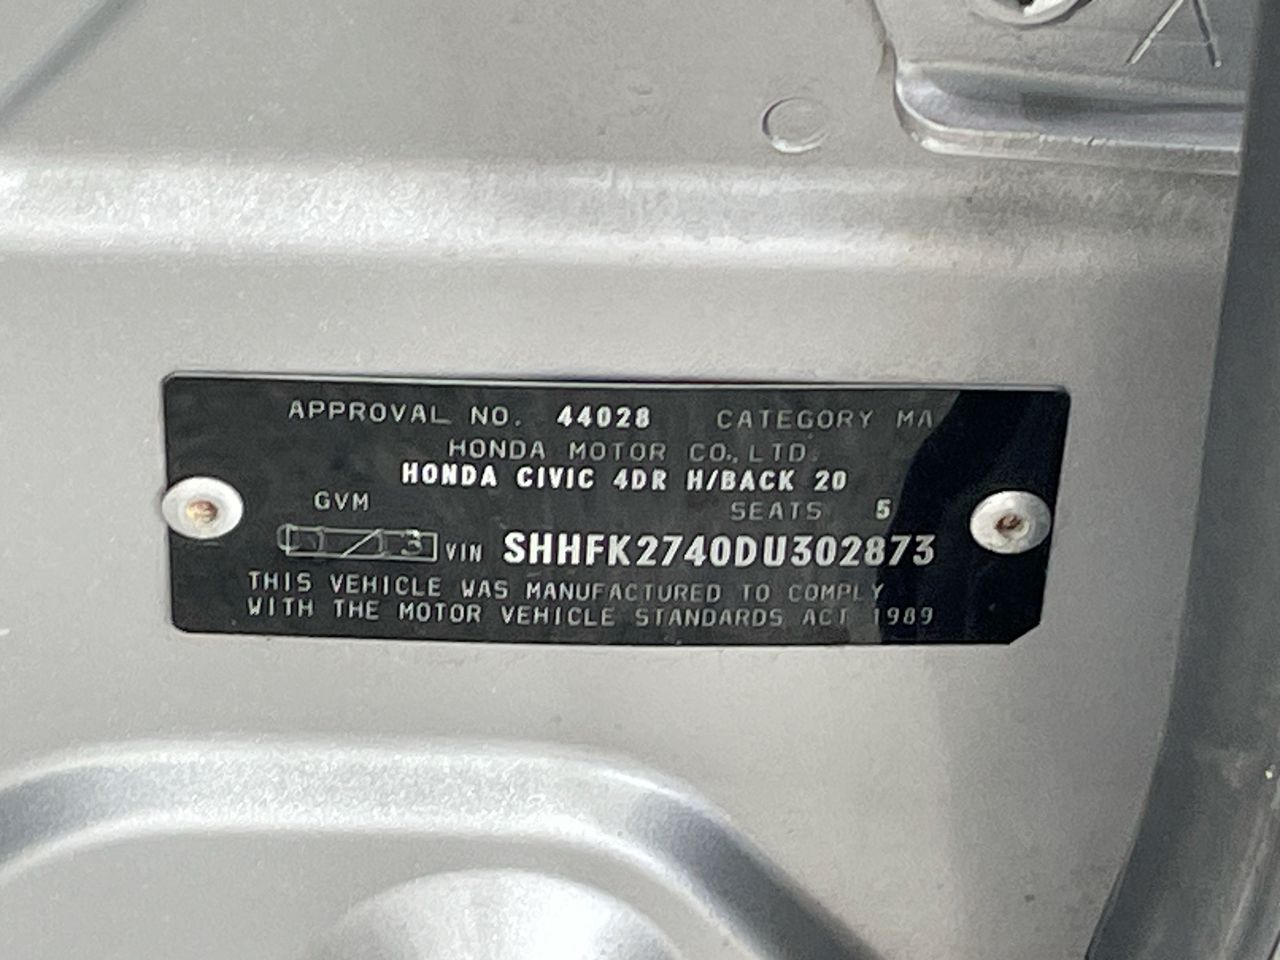 APPROVAL NO. 44028 CATEGORY MA
HONDA MOTOR CO., LTD.
HONDA CIVIC 4DR H/BACK 20
GVM SEATS 5
VIN SHHFK2740DU302873
THIS VEHICLE WAS MANUFACTURED TO COMPLY
WITH THE MOTOR VEHICLE STANDARDS ACT 1989